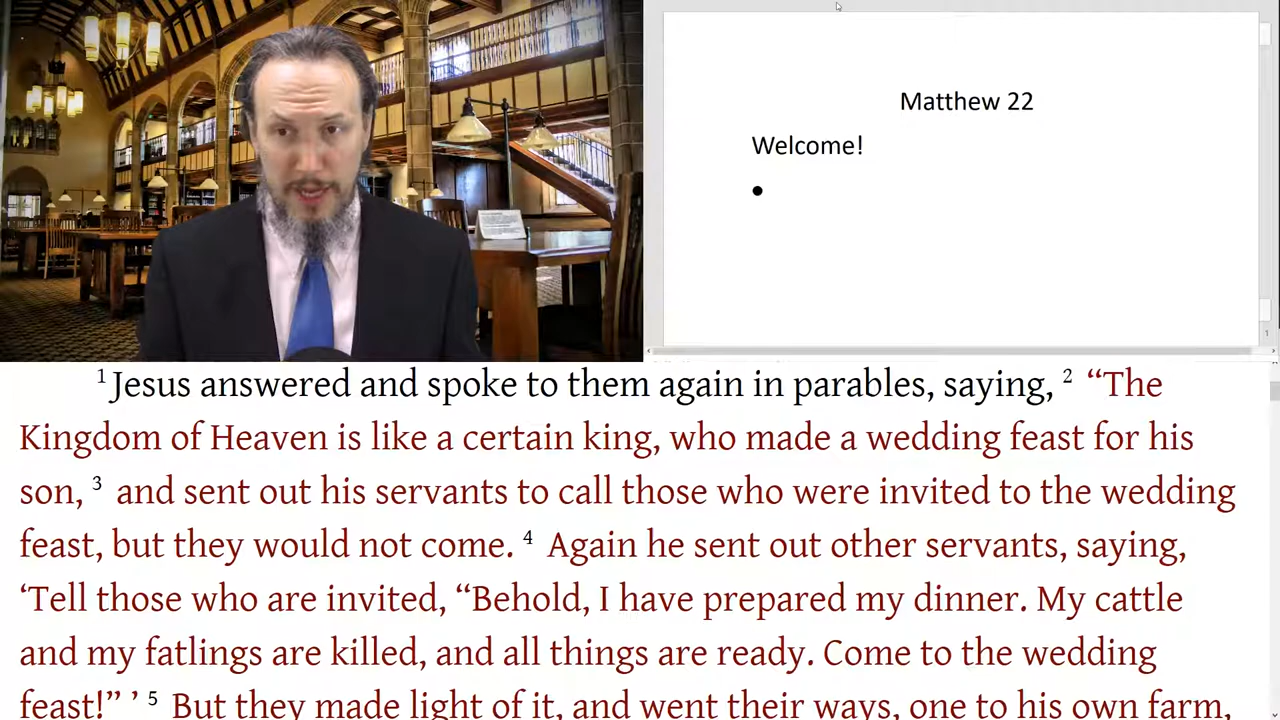 Matthew 22
Welcome!
●
1
¹Jesus answered and spoke to them again in parables, saying, ² “The
Kingdom of Heaven is like a certain king, who made a wedding feast for his
son, ³ and sent out his servants to call those who were invited to the wedding
feast, but they would not come. ⁴ Again he sent out other servants, saying,
‘Tell those who are invited, “Behold, I have prepared my dinner. My cattle
and my fatlings are killed, and all things are ready. Come to the wedding
feast!” ’ ⁵ But they made light of it, and went their ways, one to his own farm,